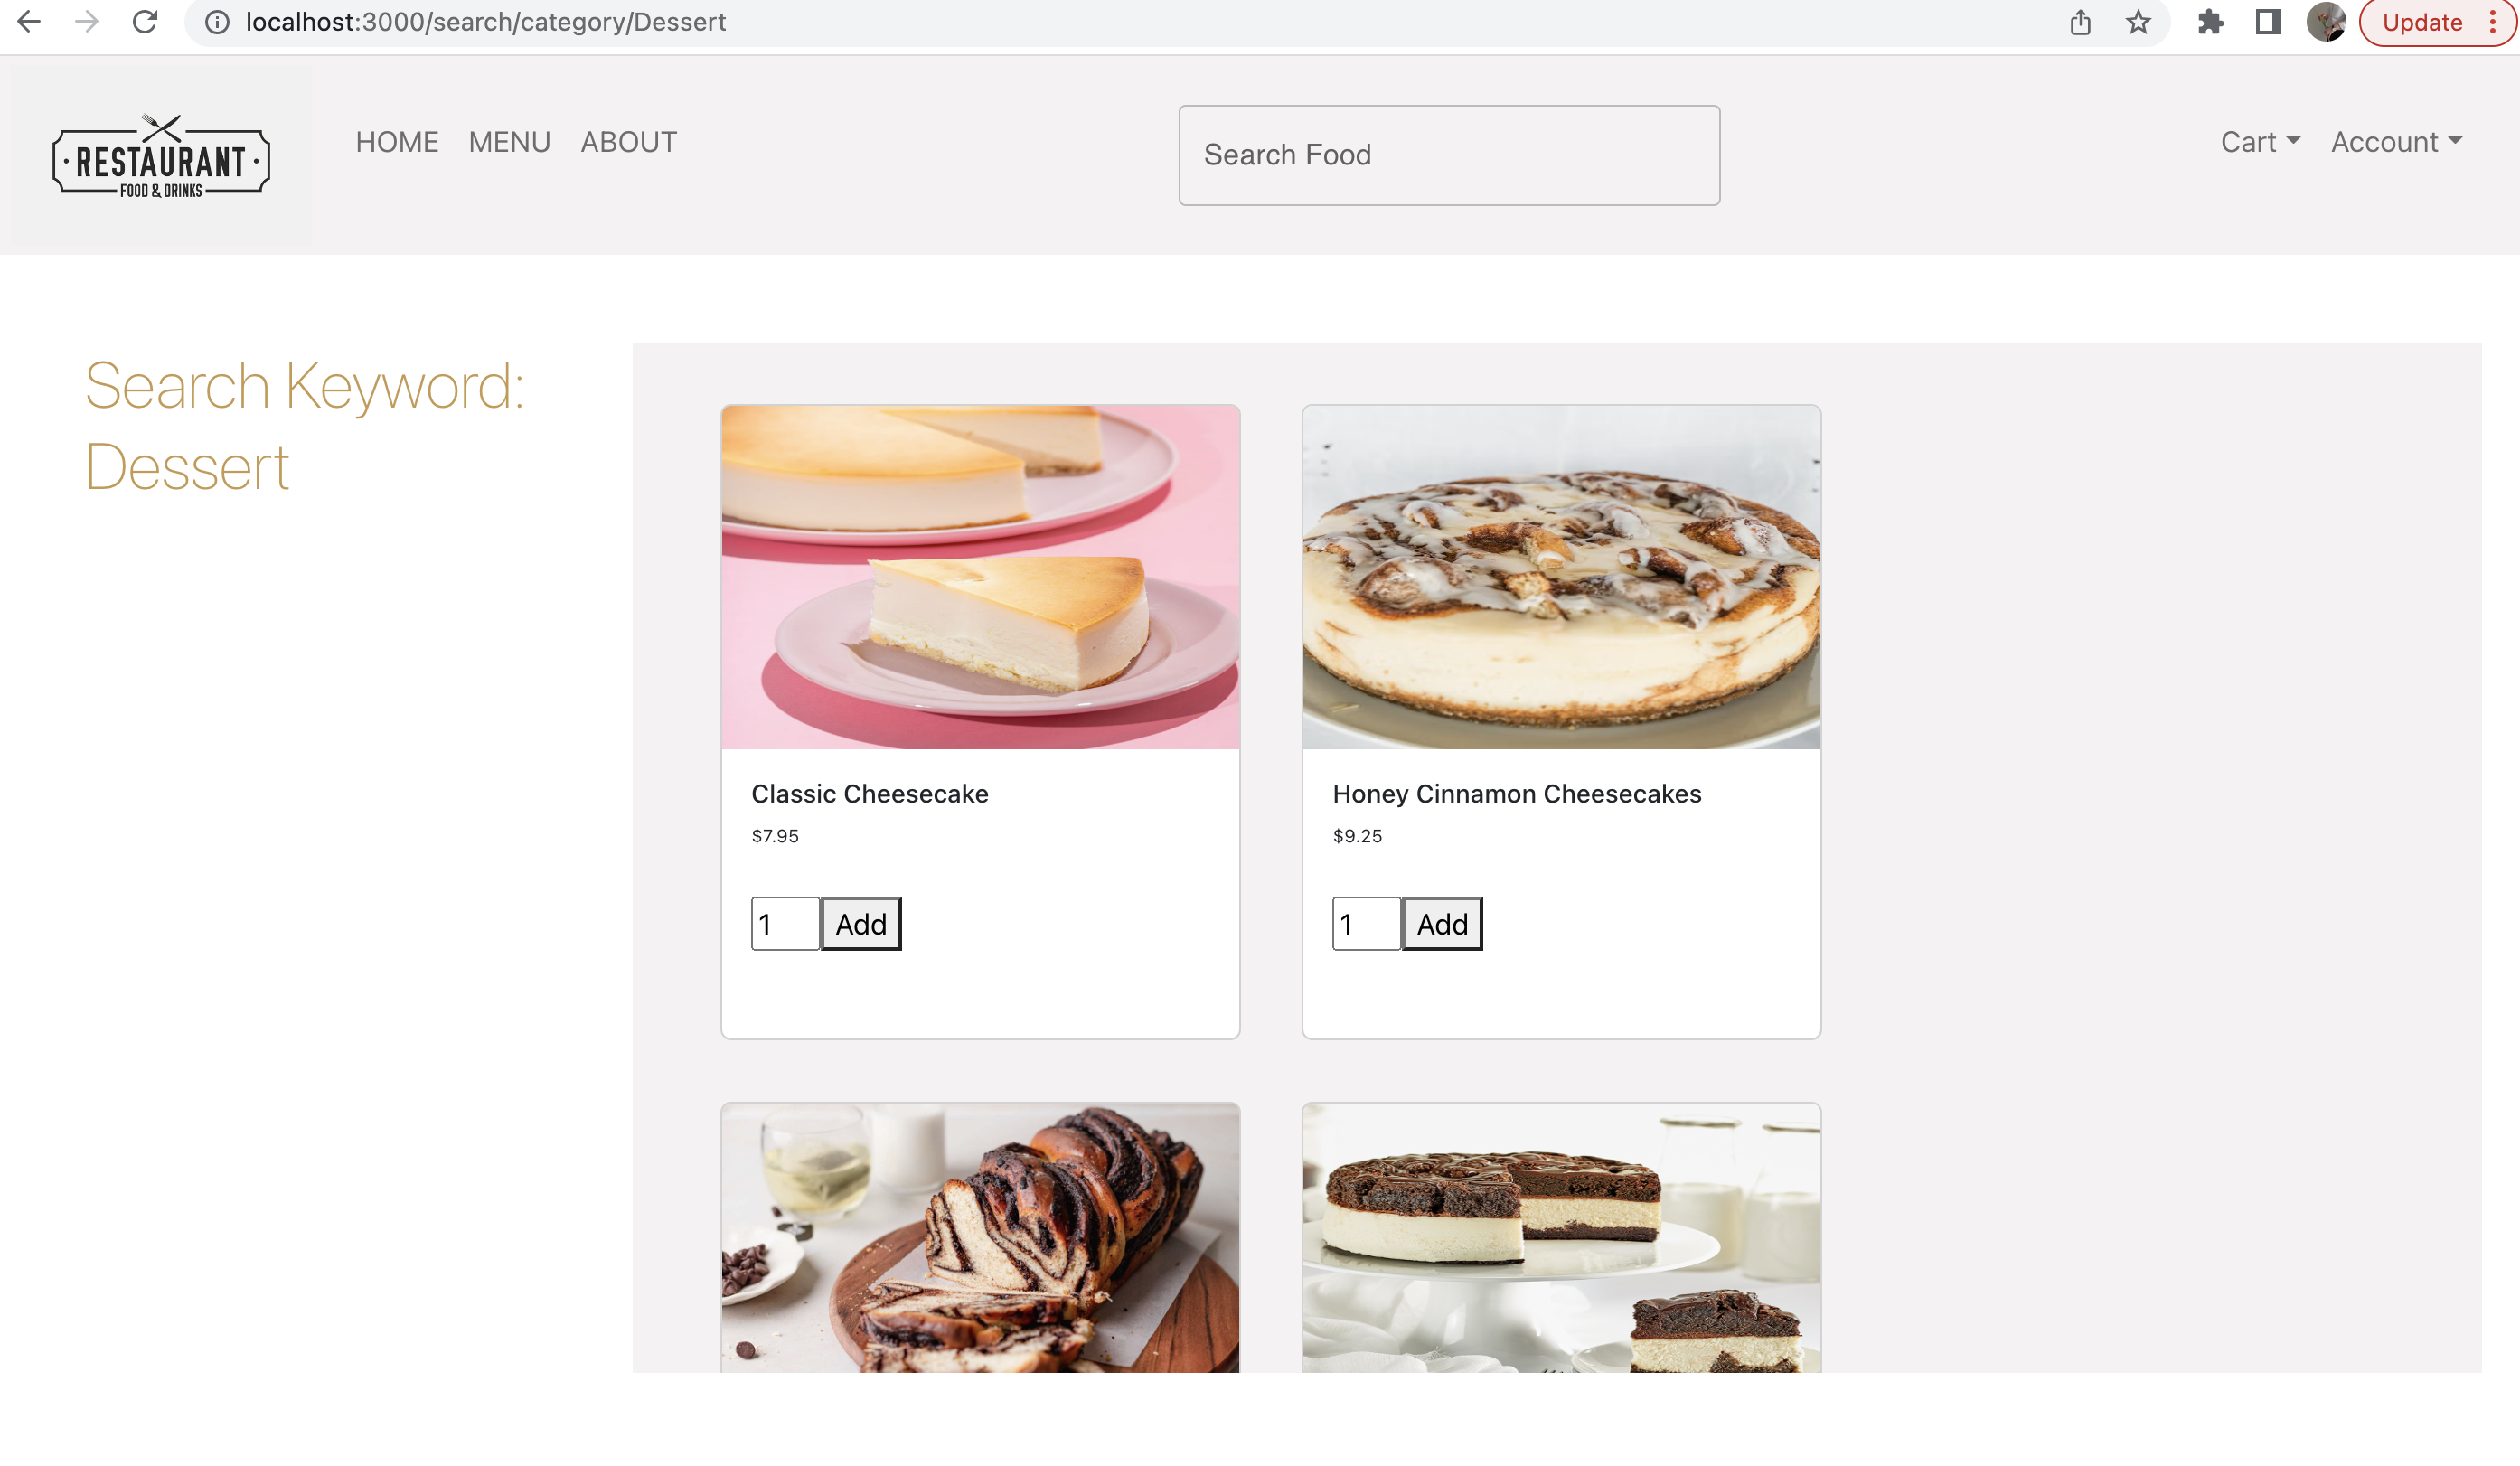 localhost:3000/search/category/Dessert
Update
RESTAURANT
FOOD & DRINKS
HOME MENU ABOUT
Search Food
Cart Account
Search Keyword:
Dessert
Classic Cheesecake
$7.95
1 Add
Honey Cinnamon Cheesecakes
$9.25
1 Add